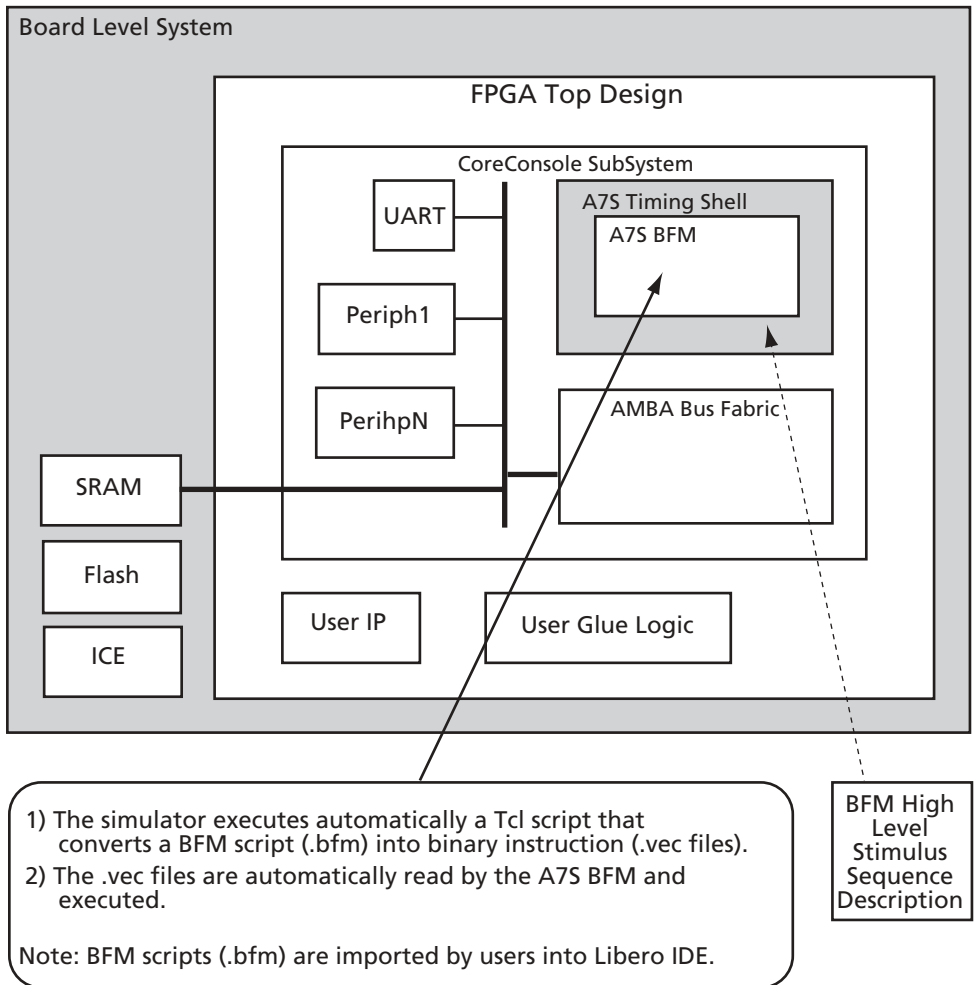 Board Level System
FPGA Top Design
CoreConsole SubSystem
UART
A7S Timing Shell
A7S BFM
Periph1
PerihpN
AMBA Bus Fabric
SRAM
Flash
ICE
User IP
User Glue Logic
1) The simulator executes automatically a Tcl script that
converts a BFM script (.bfm) into binary instruction (.vec files).
2) The .vec files are automatically read by the A7S BFM and
executed.
Note: BFM scripts (.bfm) are imported by users into Libero IDE.
BFM High
Level
Stimulus
Sequence
Description